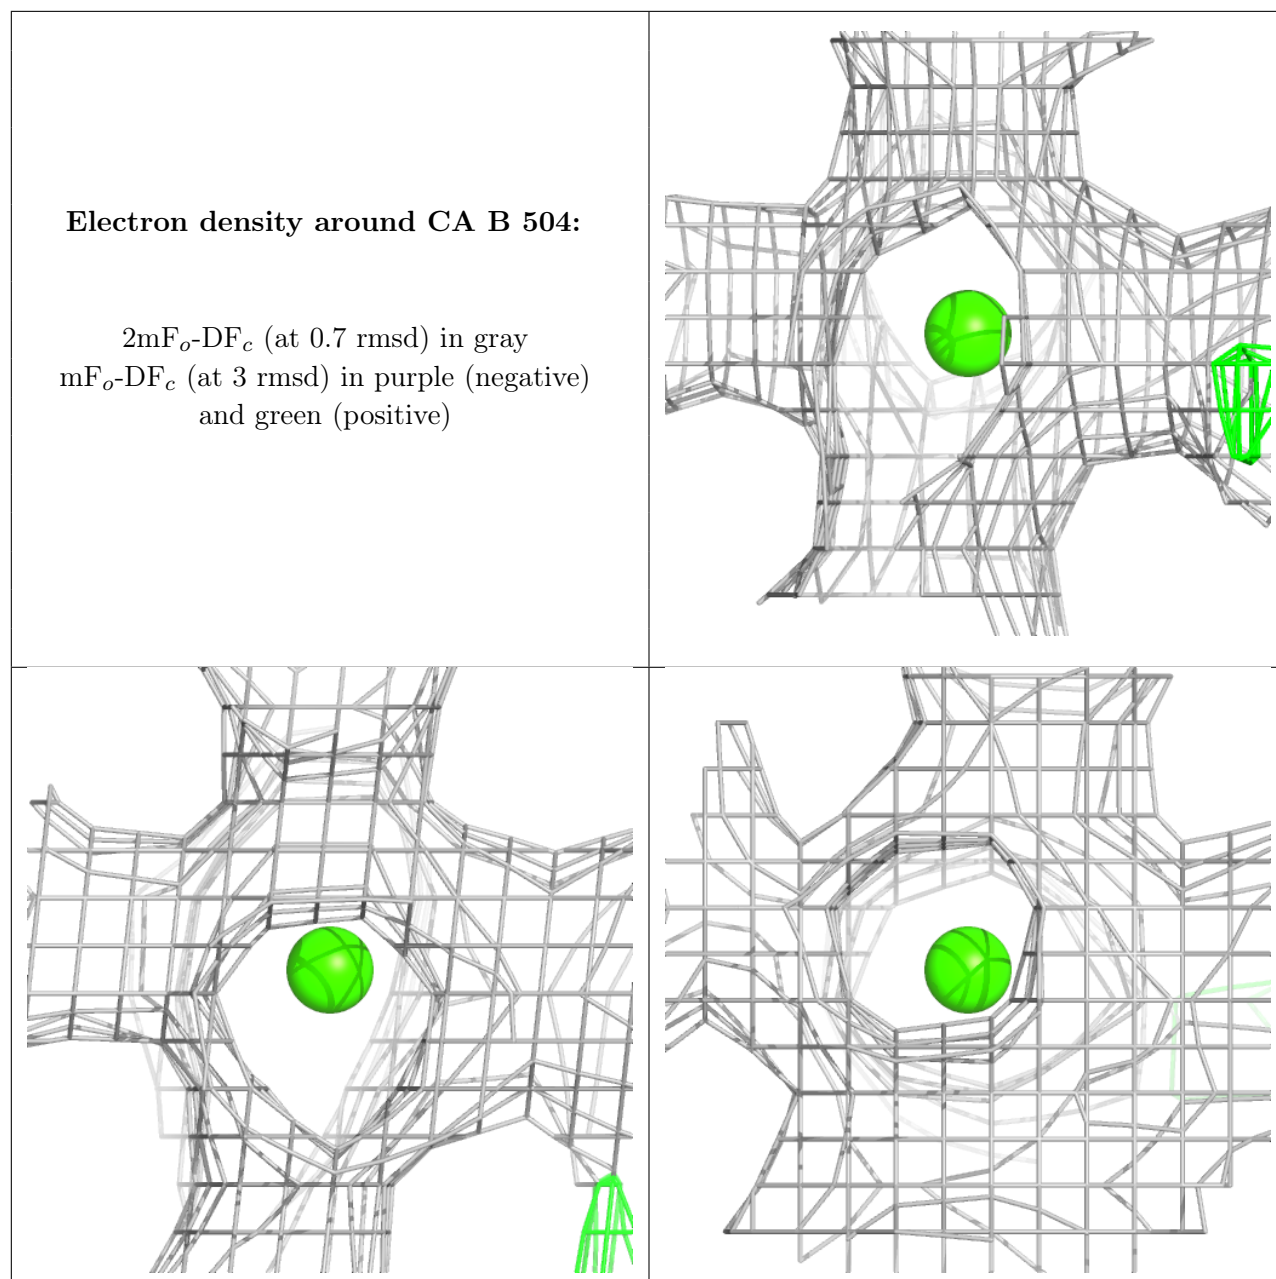 Electron density around CA B 504:
2mFo-DFc (at 0.7 rmsd) in gray
mFo-DFc (at 3 rmsd) in purple (negative)
and green (positive)